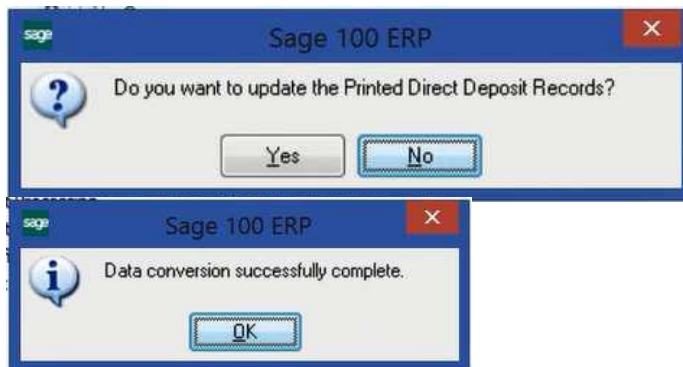 sage
Sage 100 ERP
Do you want to update the Printed Direct Deposit Records?
Yes
No
sage
Sage 100 ERP
Data conversion successfully complete.
OK